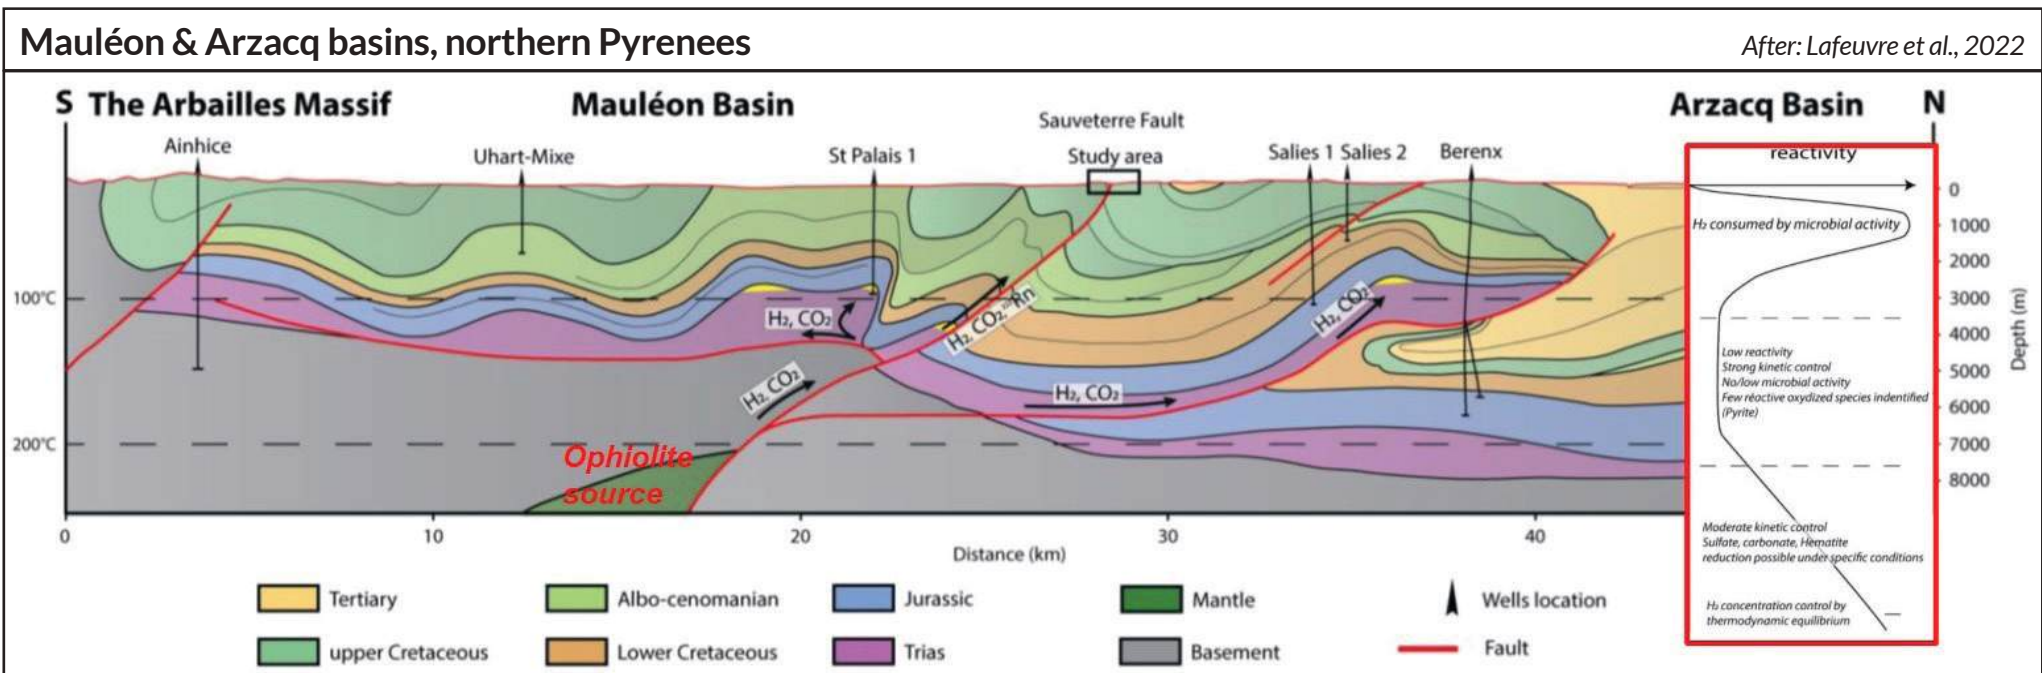 Mauléon & Arzacq basins, northern Pyrenees
After: Lafeuvre et al., 2022
S The Arbailles Massif
Mauléon Basin
Arzacq Basin N
Sauveterre Fault
Ainhice
Uhart-Mixe
St Palais 1
Study area
Salies 1 Salies 2
Berenx
reactivity
0
H₂ consumed by microbial activity
1000
2000
100°C
3000
H₂, CO₂
H₂, CO₂, ²²²Rn
H₂, CO₂
4000
Depth (m)
Low reactivity
Strong kinetic control
No/low microbial activity
Few réactive oxydized species indentified
(Pyrite)
5000
H₂, CO₂
H₂, CO₂
6000
200°C
7000
Ophiolite
source
8000
Moderate kinetic control
Sulfate, carbonate, Hematite
reduction possible under specific conditions
H₂ concentration control by
thermodynamic equilibrium
0
10
20
30
40
Distance (km)
Tertiary
Albo-cenomanian
Jurassic
Mantle
Wells location
upper Cretaceous
Lower Cretaceous
Trias
Basement
Fault